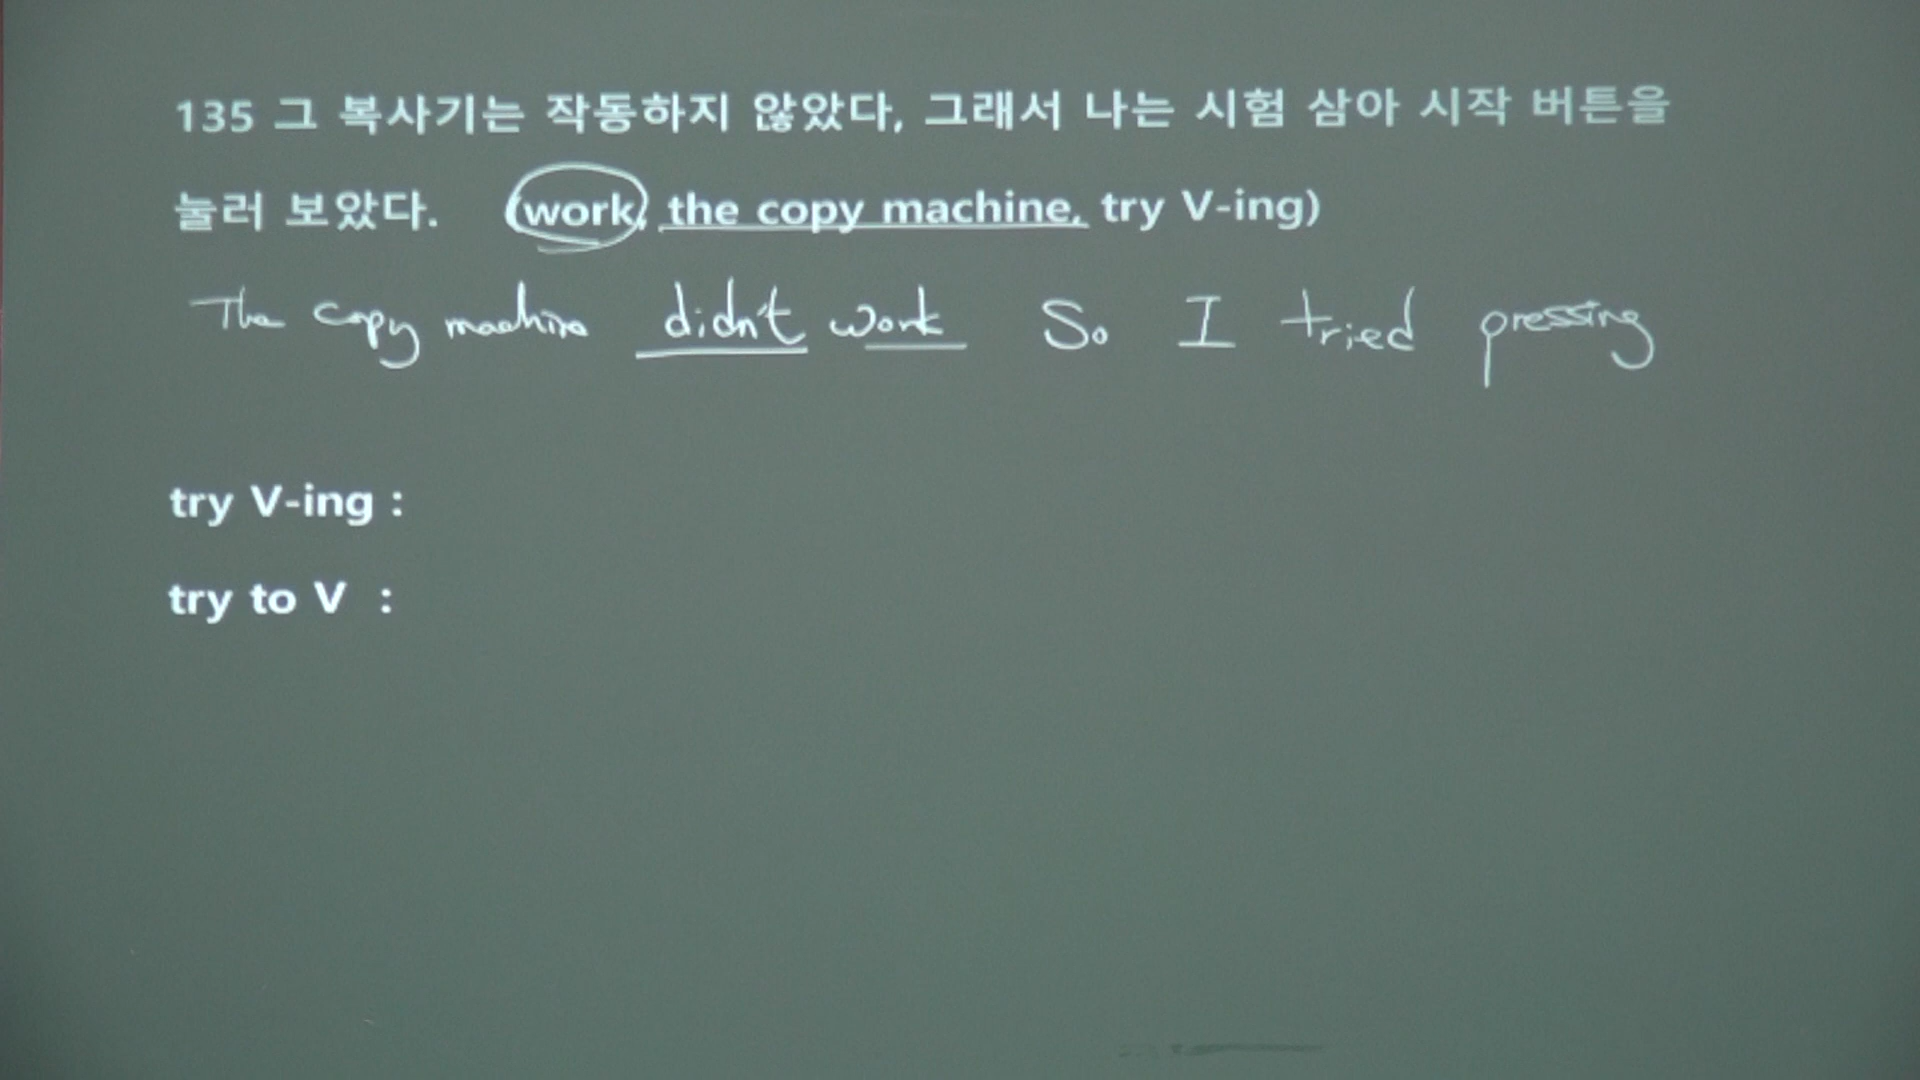 135 그 복사기는 작동하지 않았다, 그래서 나는 시험 삼아 시작 버튼을
눌러 보았다. (work, the copy machine, try V-ing)
The copy machine didn't work So I tried pressing
try V-ing :
try to V :